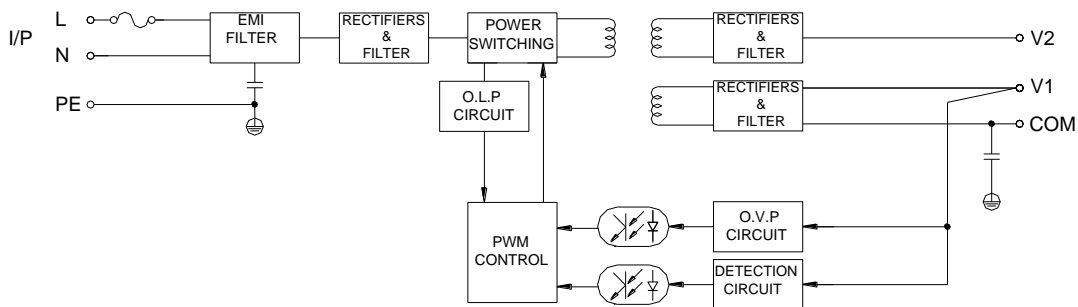 I/P
L
N
PE
EMI
FILTER
RECTIFIERS
&
FILTER
POWER
SWITCHING
O.L.P
CIRCUIT
PWM
CONTROL
RECTIFIERS
&
FILTER
V2
RECTIFIERS
&
FILTER
V1
COM
O.V.P
CIRCUIT
DETECTION
CIRCUIT